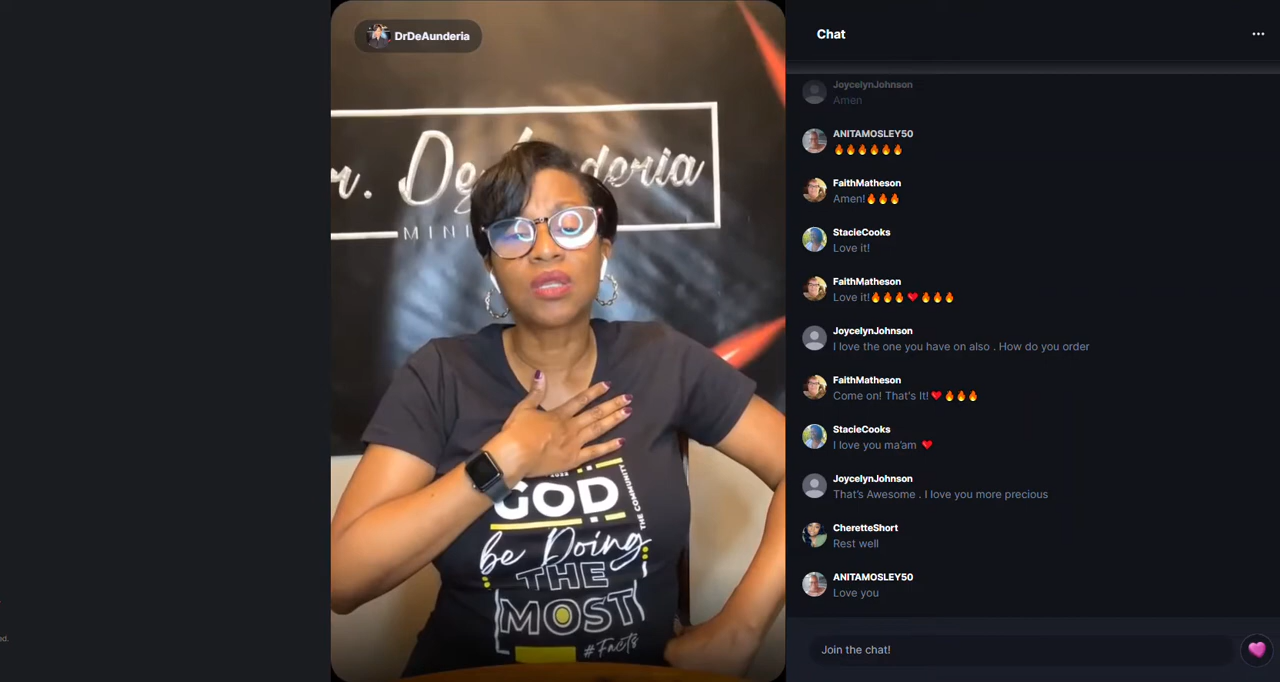 DrDeAunderia
r. De deria
MINI
2022
GOD
THE COMMUNITY
be Doing
THE
MOST
#Facts
Chat
JoycelynJohnson
Amen
ANITAMOSLEY50
🔥🔥🔥🔥🔥🔥
FaithMatheson
Amen!🔥🔥🔥
StacieCooks
Love it!
FaithMatheson
Love it!🔥🔥🔥❤️🔥🔥🔥
JoycelynJohnson
I love the one you have on also . How do you order
FaithMatheson
Come on! That's It!❤️🔥🔥🔥
StacieCooks
I love you ma'am ❤️
JoycelynJohnson
That's Awesome . I love you more precious
CheretteShort
Rest well
ANITAMOSLEY50
Love you
Join the chat!